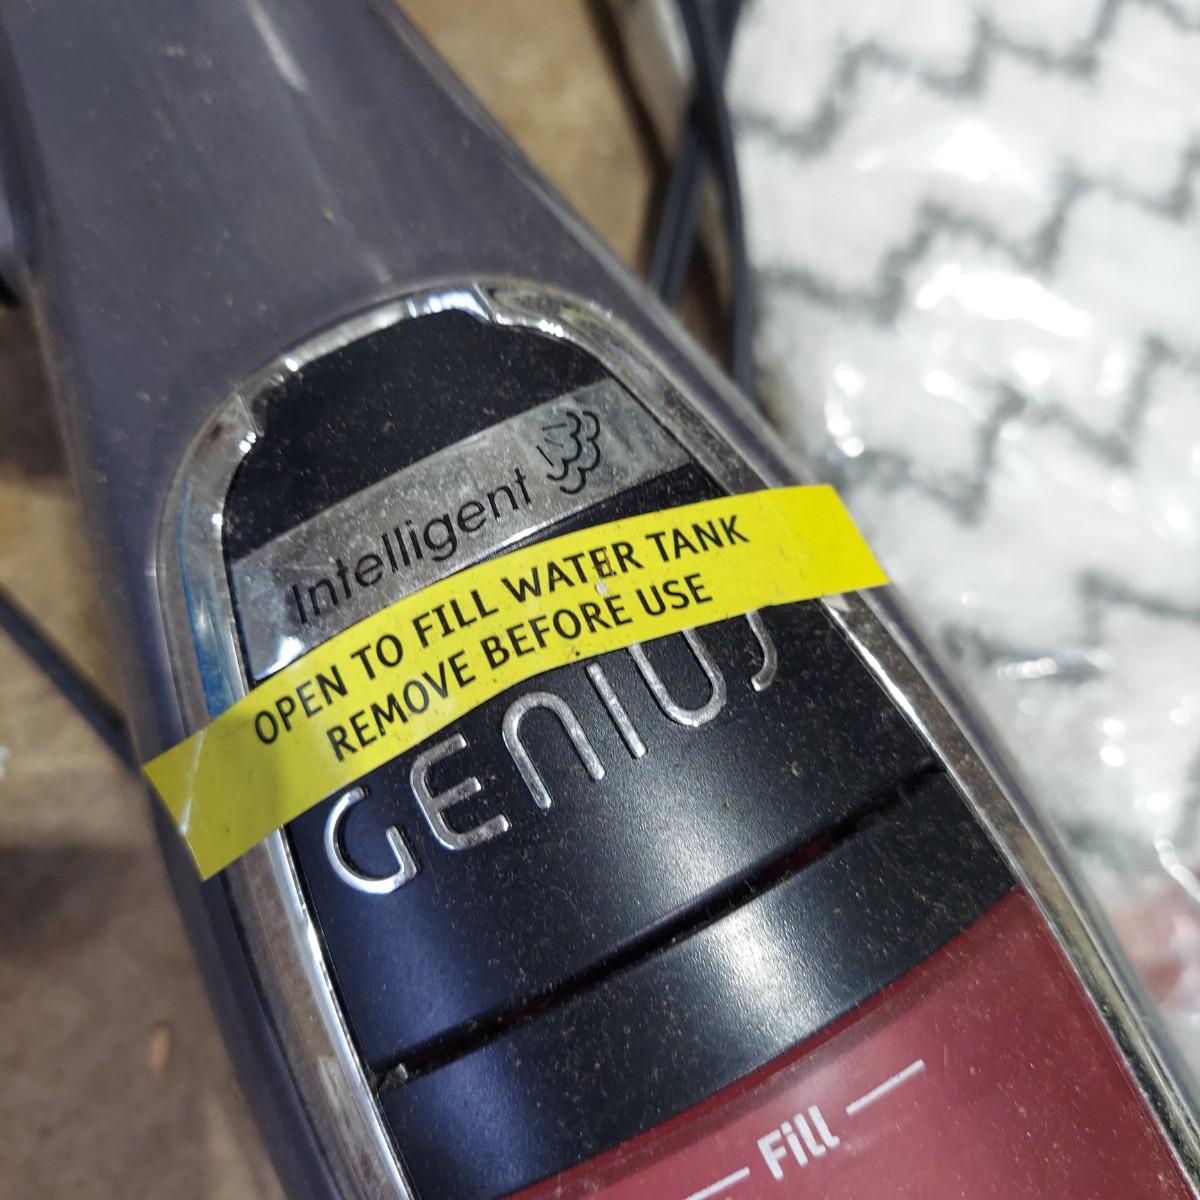 Intelligent
OPEN TO FILL WATER TANK
REMOVE BEFORE USE
GENIUS
Fill